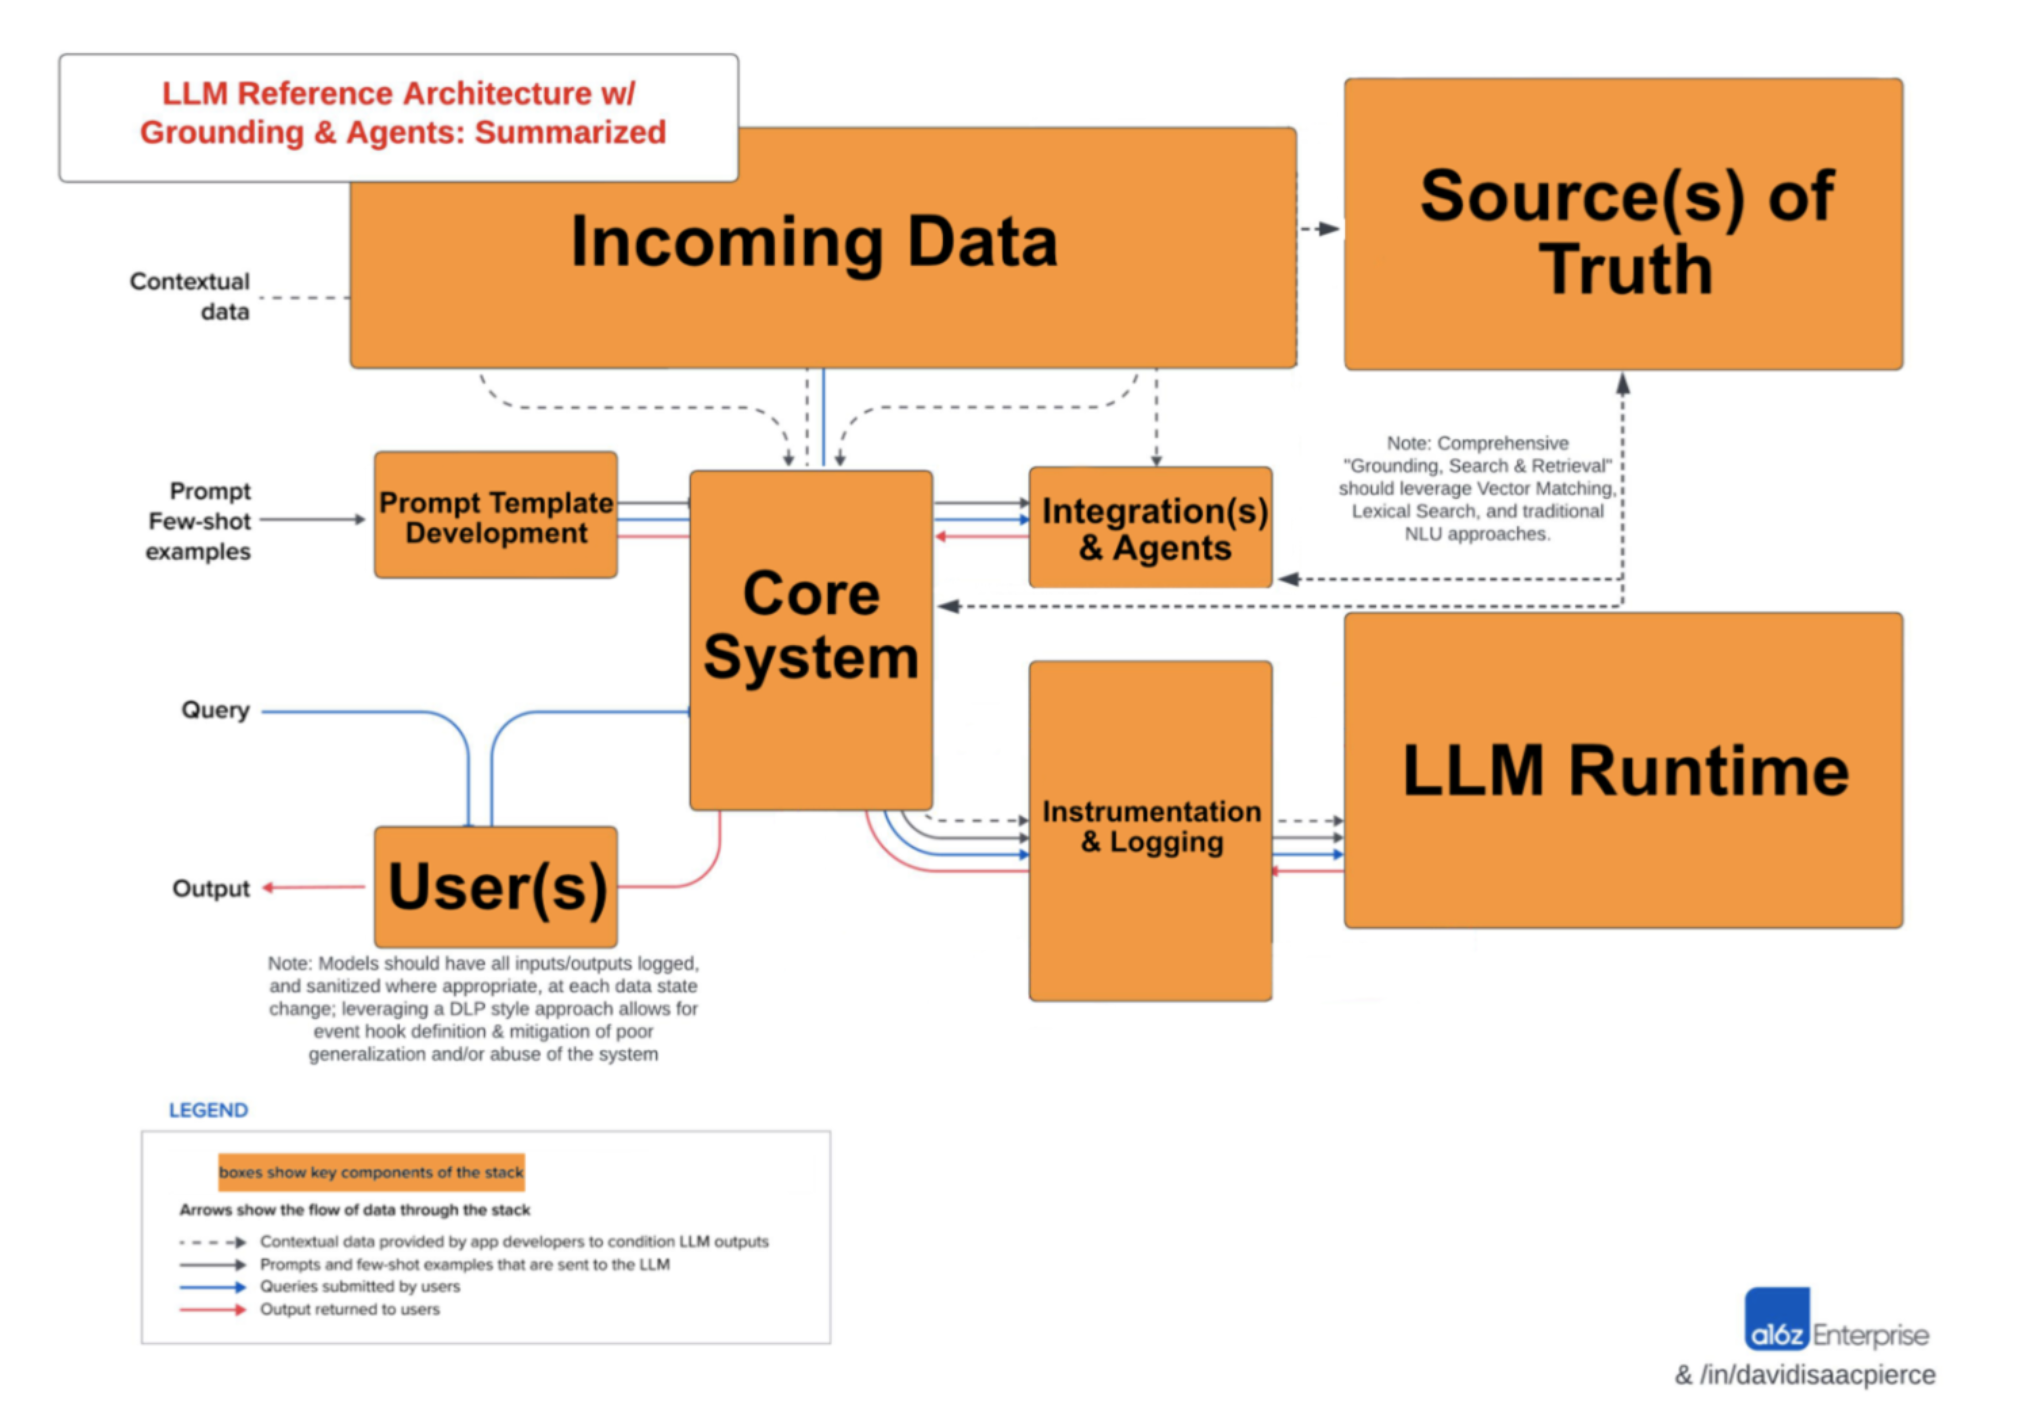 LLM Reference Architecture w/
Grounding & Agents: Summarized
Incoming Data
Source(s) of
Truth
Contextual
data
Prompt
Few-shot
examples
Prompt Template
Development
Core
System
Integration(s)
& Agents
Note: Comprehensive
"Grounding, Search & Retrieval"
should leverage Vector Matching,
Lexical Search, and traditional
NLU approaches.
Query
Output
User(s)
Instrumentation
& Logging
LLM Runtime
Note: Models should have all inputs/outputs logged,
and sanitized where appropriate, at each data state
change; leveraging a DLP style approach allows for
event hook definition & mitigation of poor
generalization and/or abuse of the system
LEGEND
boxes show key components of the stack
Arrows show the flow of data through the stack
Contextual data provided by app developers to condition LLM outputs
Prompts and few-shot examples that are sent to the LLM
Queries submitted by users
Output returned to users
a16z Enterprise
& /in/davidisaacpierce